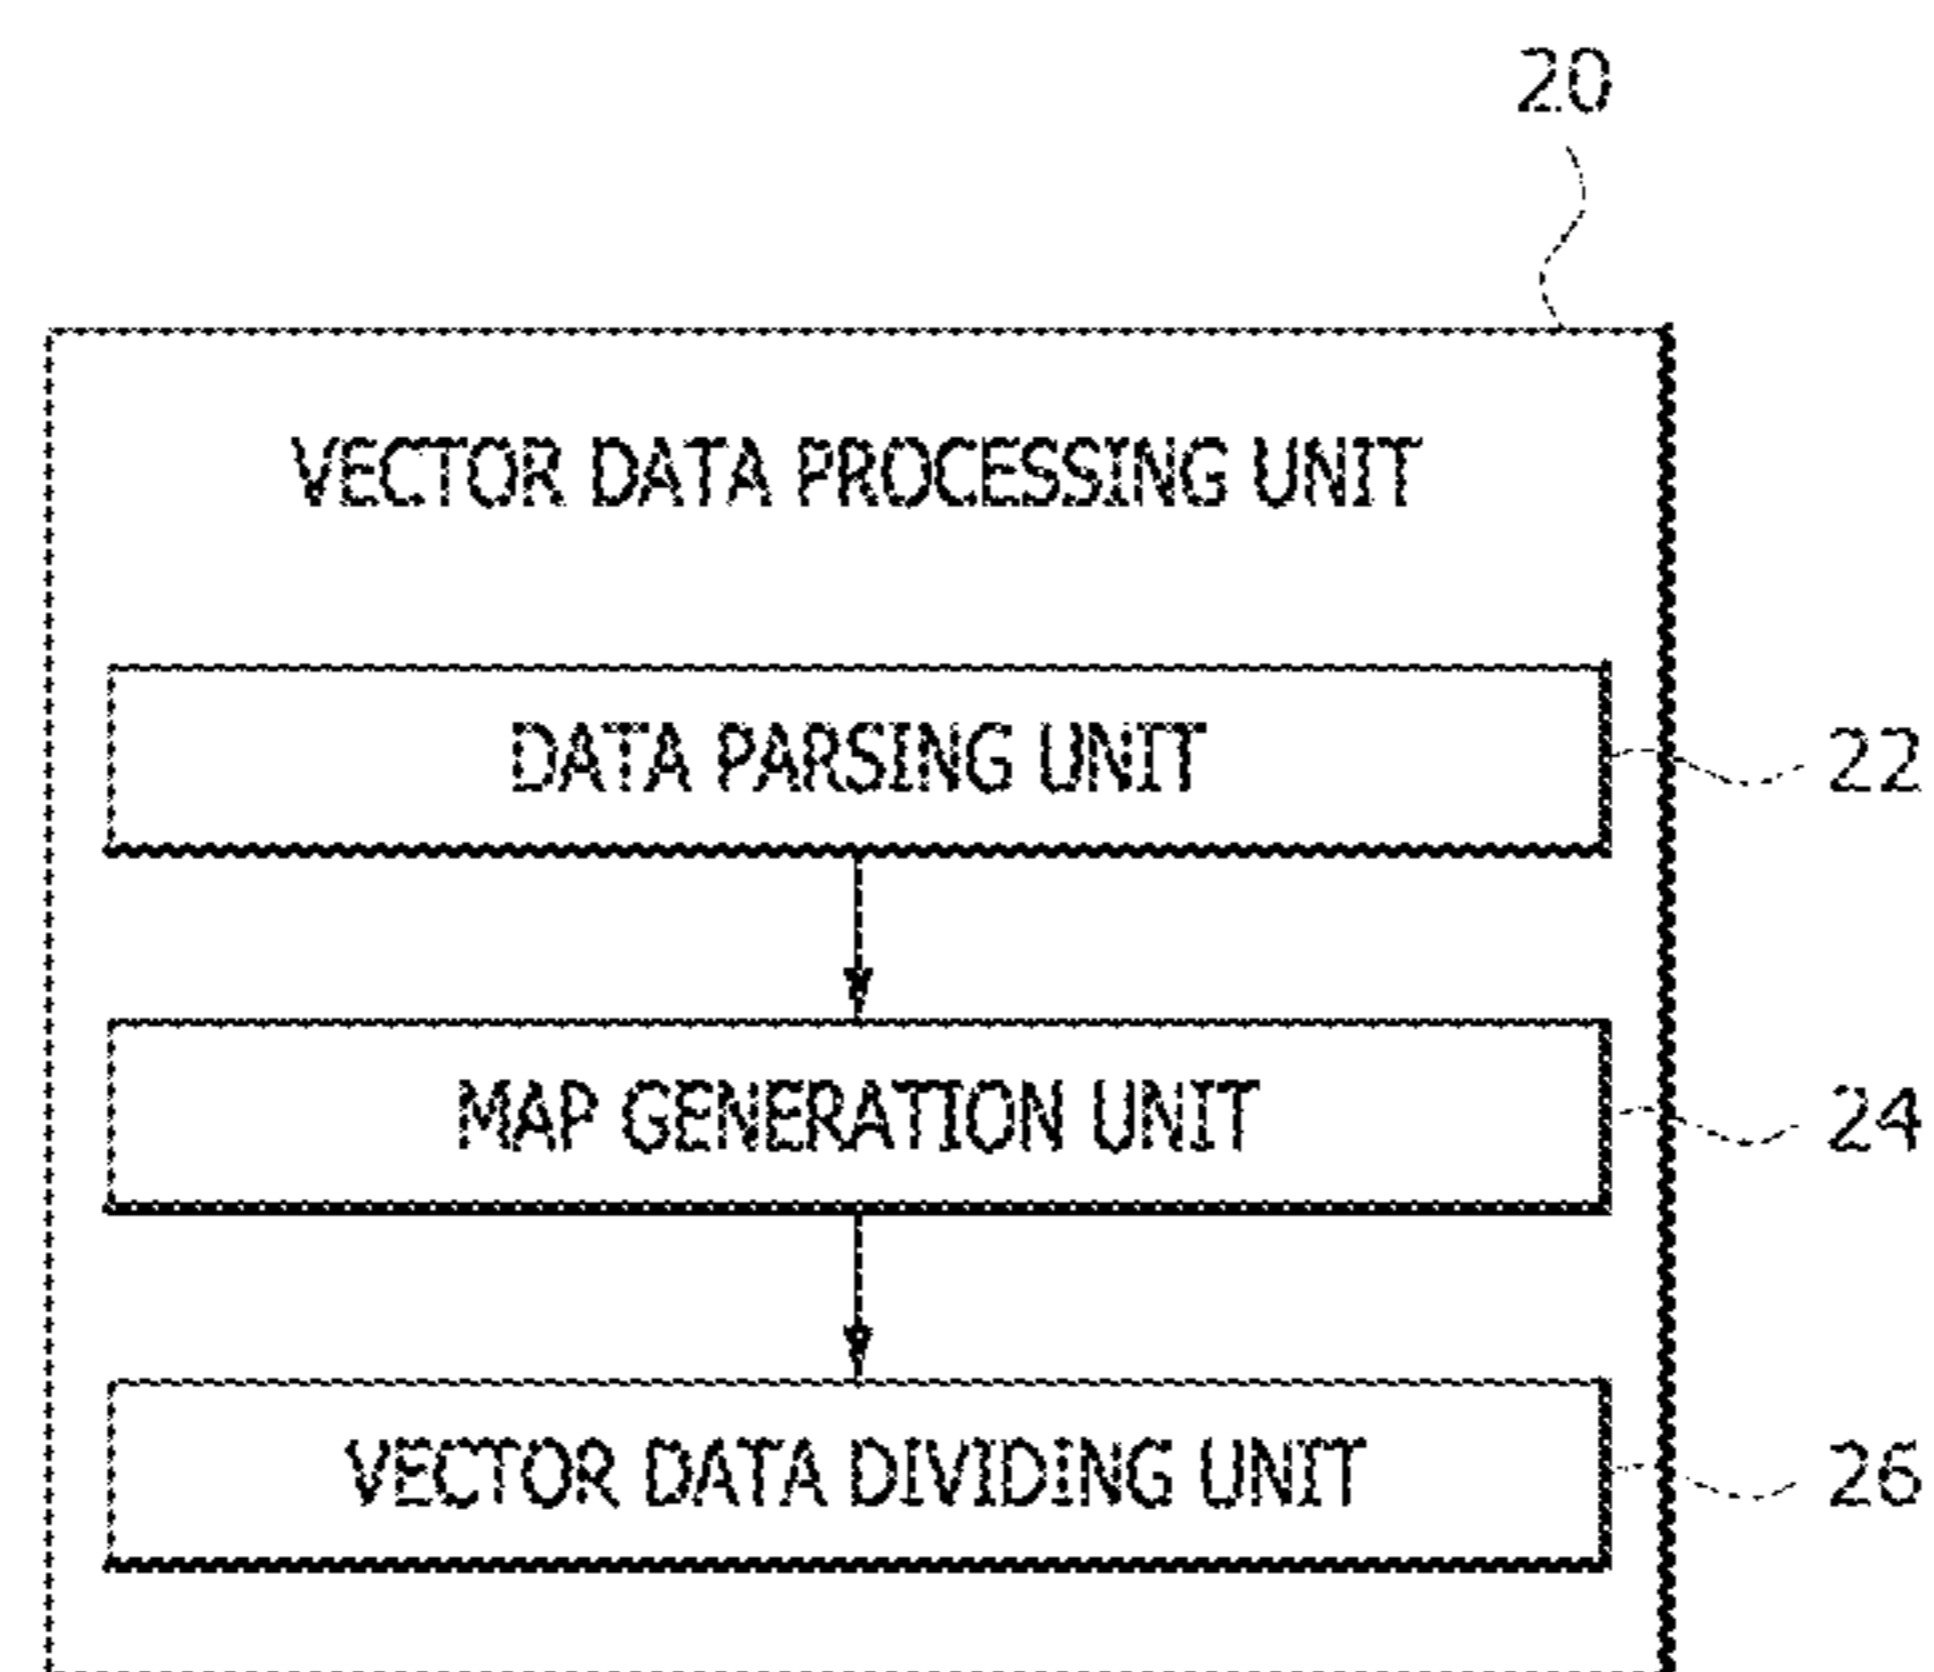 20
VECTOR DATA PROCESSING UNIT
DATA PARSING UNIT
22
MAP GENERATION UNIT
24
VECTOR DATA DIVIDING UNIT
26